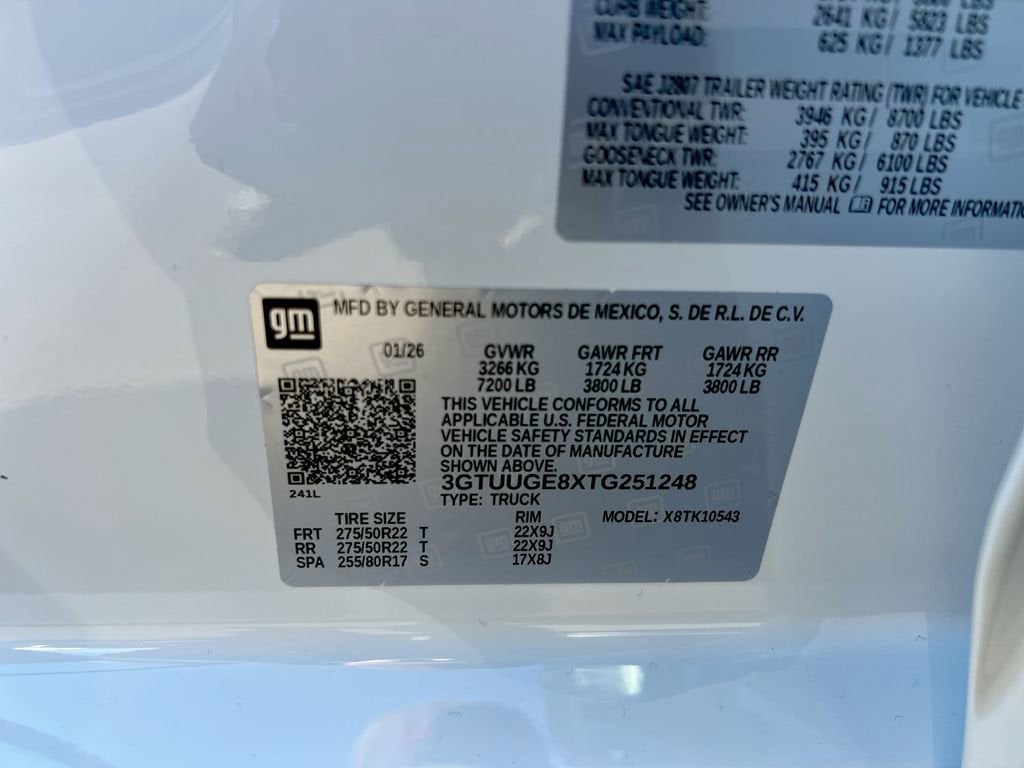 CURB WEIGHT: 2641 KG / 5823 LBS
MAX PAYLOAD: 625 KG / 1377 LBS
SAE J2807 TRAILER WEIGHT RATING (TWR) FOR VEHICLE
CONVENTIONAL TWR: 3946 KG / 8700 LBS
MAX TONGUE WEIGHT: 395 KG / 870 LBS
GOOSENECK TWR: 2767 KG / 6100 LBS
MAX TONGUE WEIGHT: 415 KG / 915 LBS
SEE OWNER'S MANUAL FOR MORE INFORMATIO
gm MFD BY GENERAL MOTORS DE MEXICO, S. DE R.L. DE C.V.
01/26 GVWR GAWR FRT GAWR RR
3266 KG 1724 KG 1724 KG
7200 LB 3800 LB 3800 LB
THIS VEHICLE CONFORMS TO ALL
APPLICABLE U.S. FEDERAL MOTOR
VEHICLE SAFETY STANDARDS IN EFFECT
ON THE DATE OF MANUFACTURE
SHOWN ABOVE.
3GTUUGE8XTG251248
241L TYPE: TRUCK
TIRE SIZE RIM MODEL: X8TK10543
FRT 275/50R22 T 22X9J
RR 275/50R22 T 22X9J
SPA 255/80R17 S 17X8J